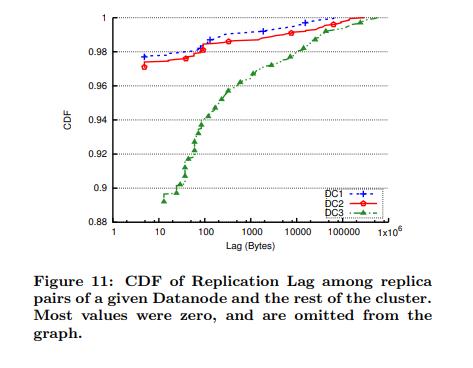 1
0.98
0.96
CDF
0.94
0.92
0.9
0.88
DC1
DC2
DC3
1 10 100 1000 10000 100000 1x10^6
Lag (Bytes)
Figure 11: CDF of Replication Lag among replica
pairs of a given Datanode and the rest of the cluster.
Most values were zero, and are omitted from the
graph.